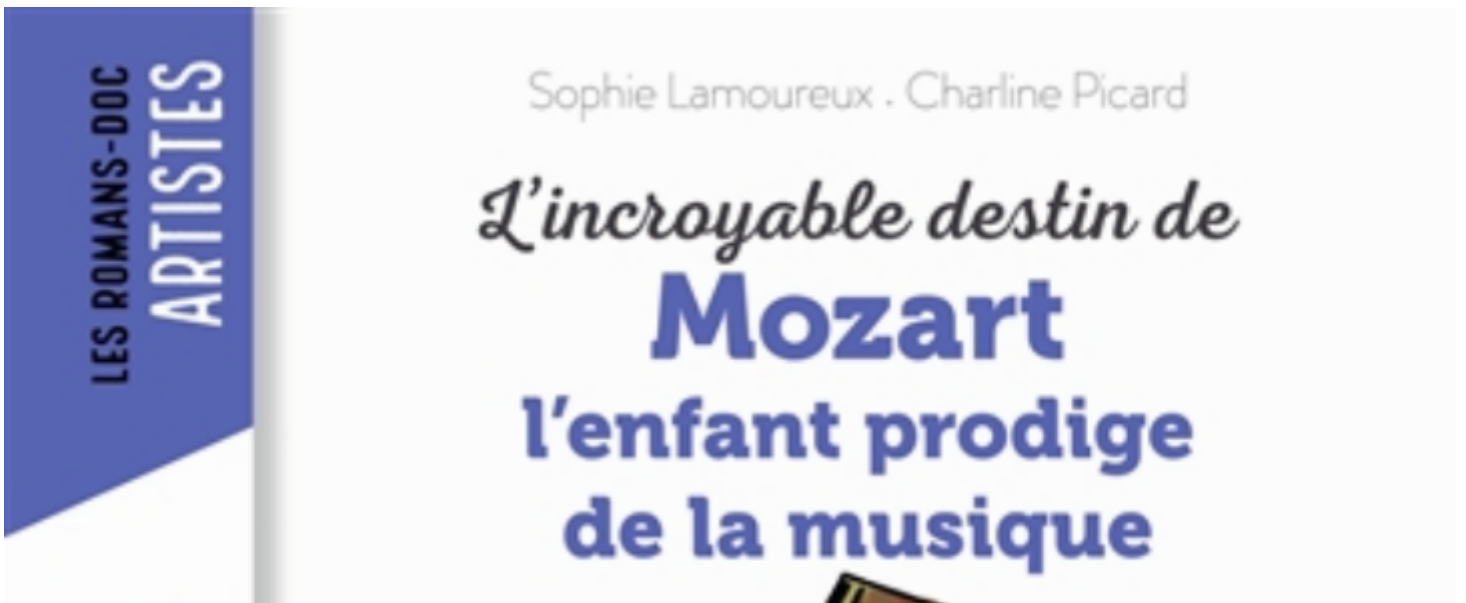 LES ROMANS-DOC
ARTISTES
Sophie Lamoureux . Charline Picard
L'incroyable destin de
Mozart
l'enfant prodige
de la musique